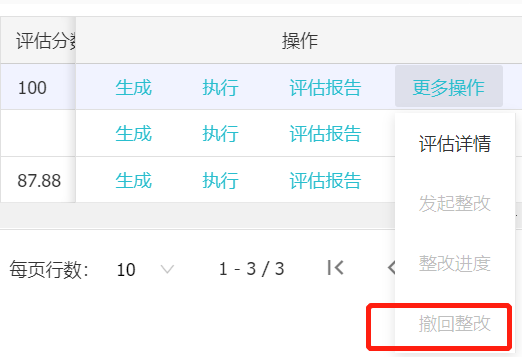 评估分数 操作
100 生成 执行 评估报告 更多操作
生成 执行 评估报告
87.88 生成 执行 评估报告
评估详情
发起整改
整改进度
撤回整改
每页行数: 10 1 - 3 / 3